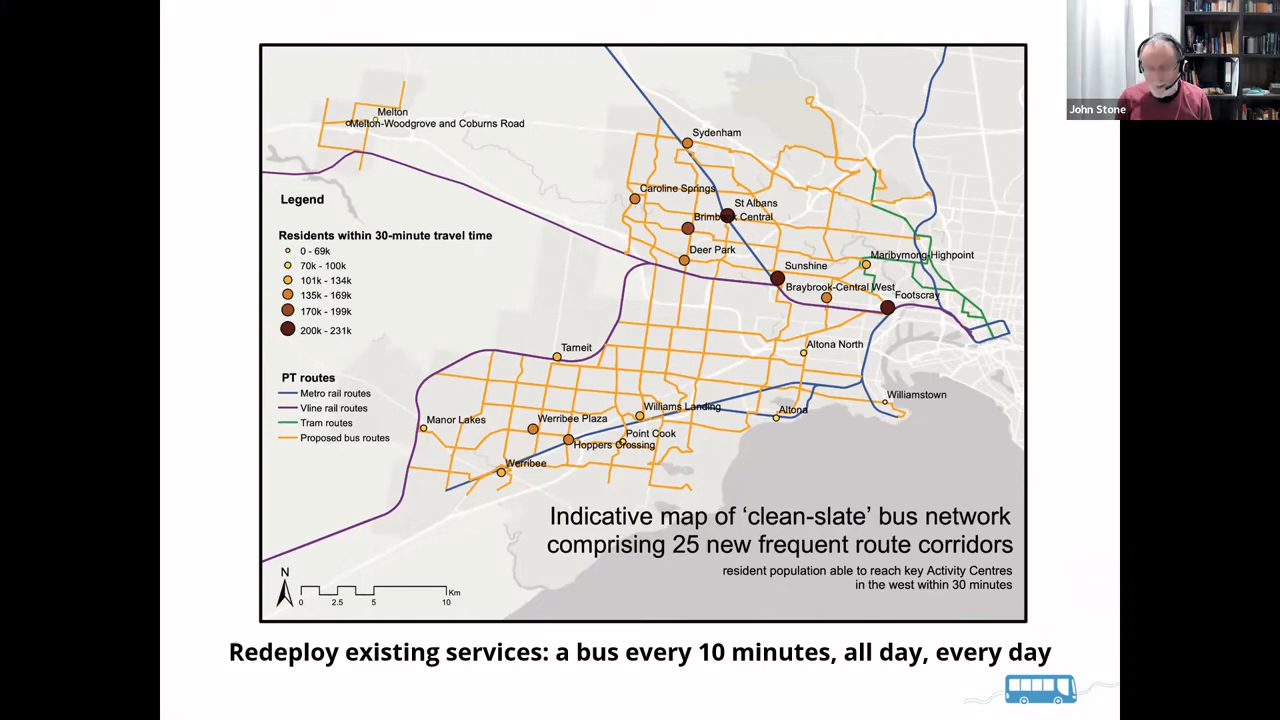 John Stone
Melton
Melton-Woodgrove and Coburns Road
Sydenham
Caroline Springs
St Albans
Brimbank Central
Deer Park
Maribyrnong-Highpoint
Sunshine
Braybrook-Central West
Footscray
Legend
Residents within 30-minute travel time
0 - 69k
70k - 100k
101k - 134k
135k - 169k
170k - 199k
200k - 231k
PT routes
Metro rail routes
Vline rail routes
Tram routes
Proposed bus routes
Tarneit
Altona North
Williamstown
Williams Landing
Altona
Manor Lakes
Werribee Plaza
Point Cook
Hoppers Crossing
Werribee
Indicative map of ‘clean-slate’ bus network
comprising 25 new frequent route corridors
resident population able to reach key Activity Centres
in the west within 30 minutes
N
Km
0 2.5 5 10
Redeploy existing services: a bus every 10 minutes, all day, every day